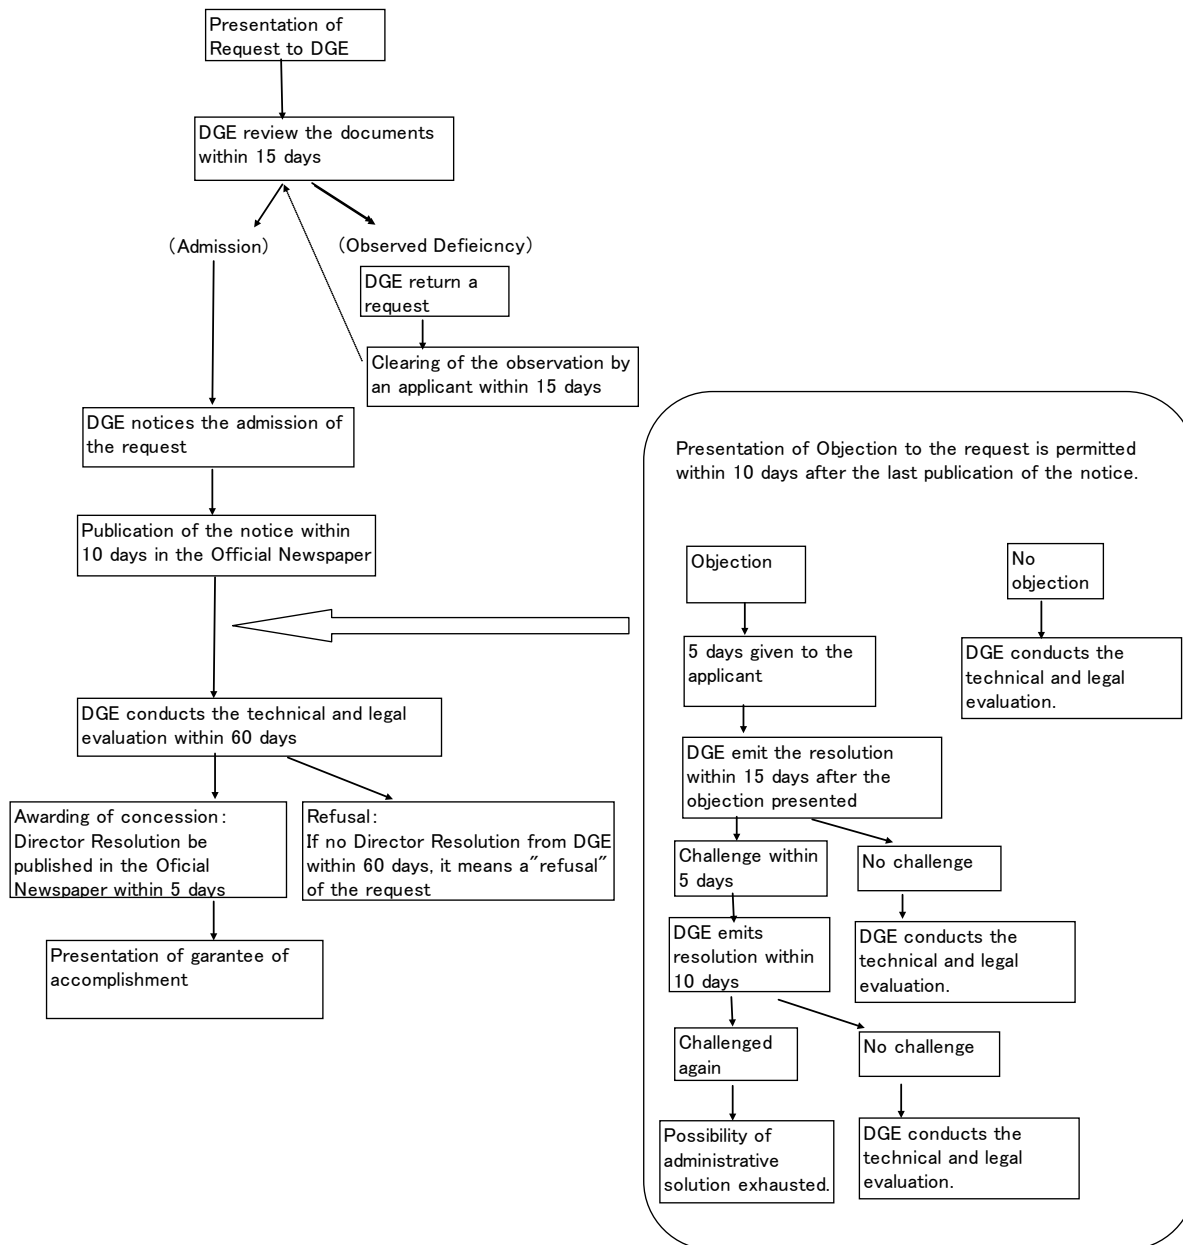 Presentation of
Request to DGE
DGE review the documents
within 15 days
(Admission)
(Observed Defieicncy)
DGE return a
request
Clearing of the observation by
an applicant within 15 days
DGE notices the admission of
the request
Publication of the notice within
10 days in the Official Newspaper
DGE conducts the technical and legal
evaluation within 60 days
Awarding of concession:
Director Resolution be
published in the Oficial
Newspaper within 5 days
Refusal:
If no Director Resolution from DGE
within 60 days, it means a"refusal"
of the request
Presentation of garantee of
accomplishment
Presentation of Objection to the request is permitted
within 10 days after the last publication of the notice.
Objection
No
objection
5 days given to the
applicant
DGE conducts the
technical and legal
evaluation.
DGE emit the resolution
within 15 days after the
objection presented
Challenge within
5 days
No challenge
DGE emits
resolution within
10 days
DGE conducts the
technical and legal
evaluation.
Challenged
again
No challenge
Possibility of
administrative
solution exhausted.
DGE conducts the
technical and legal
evaluation.